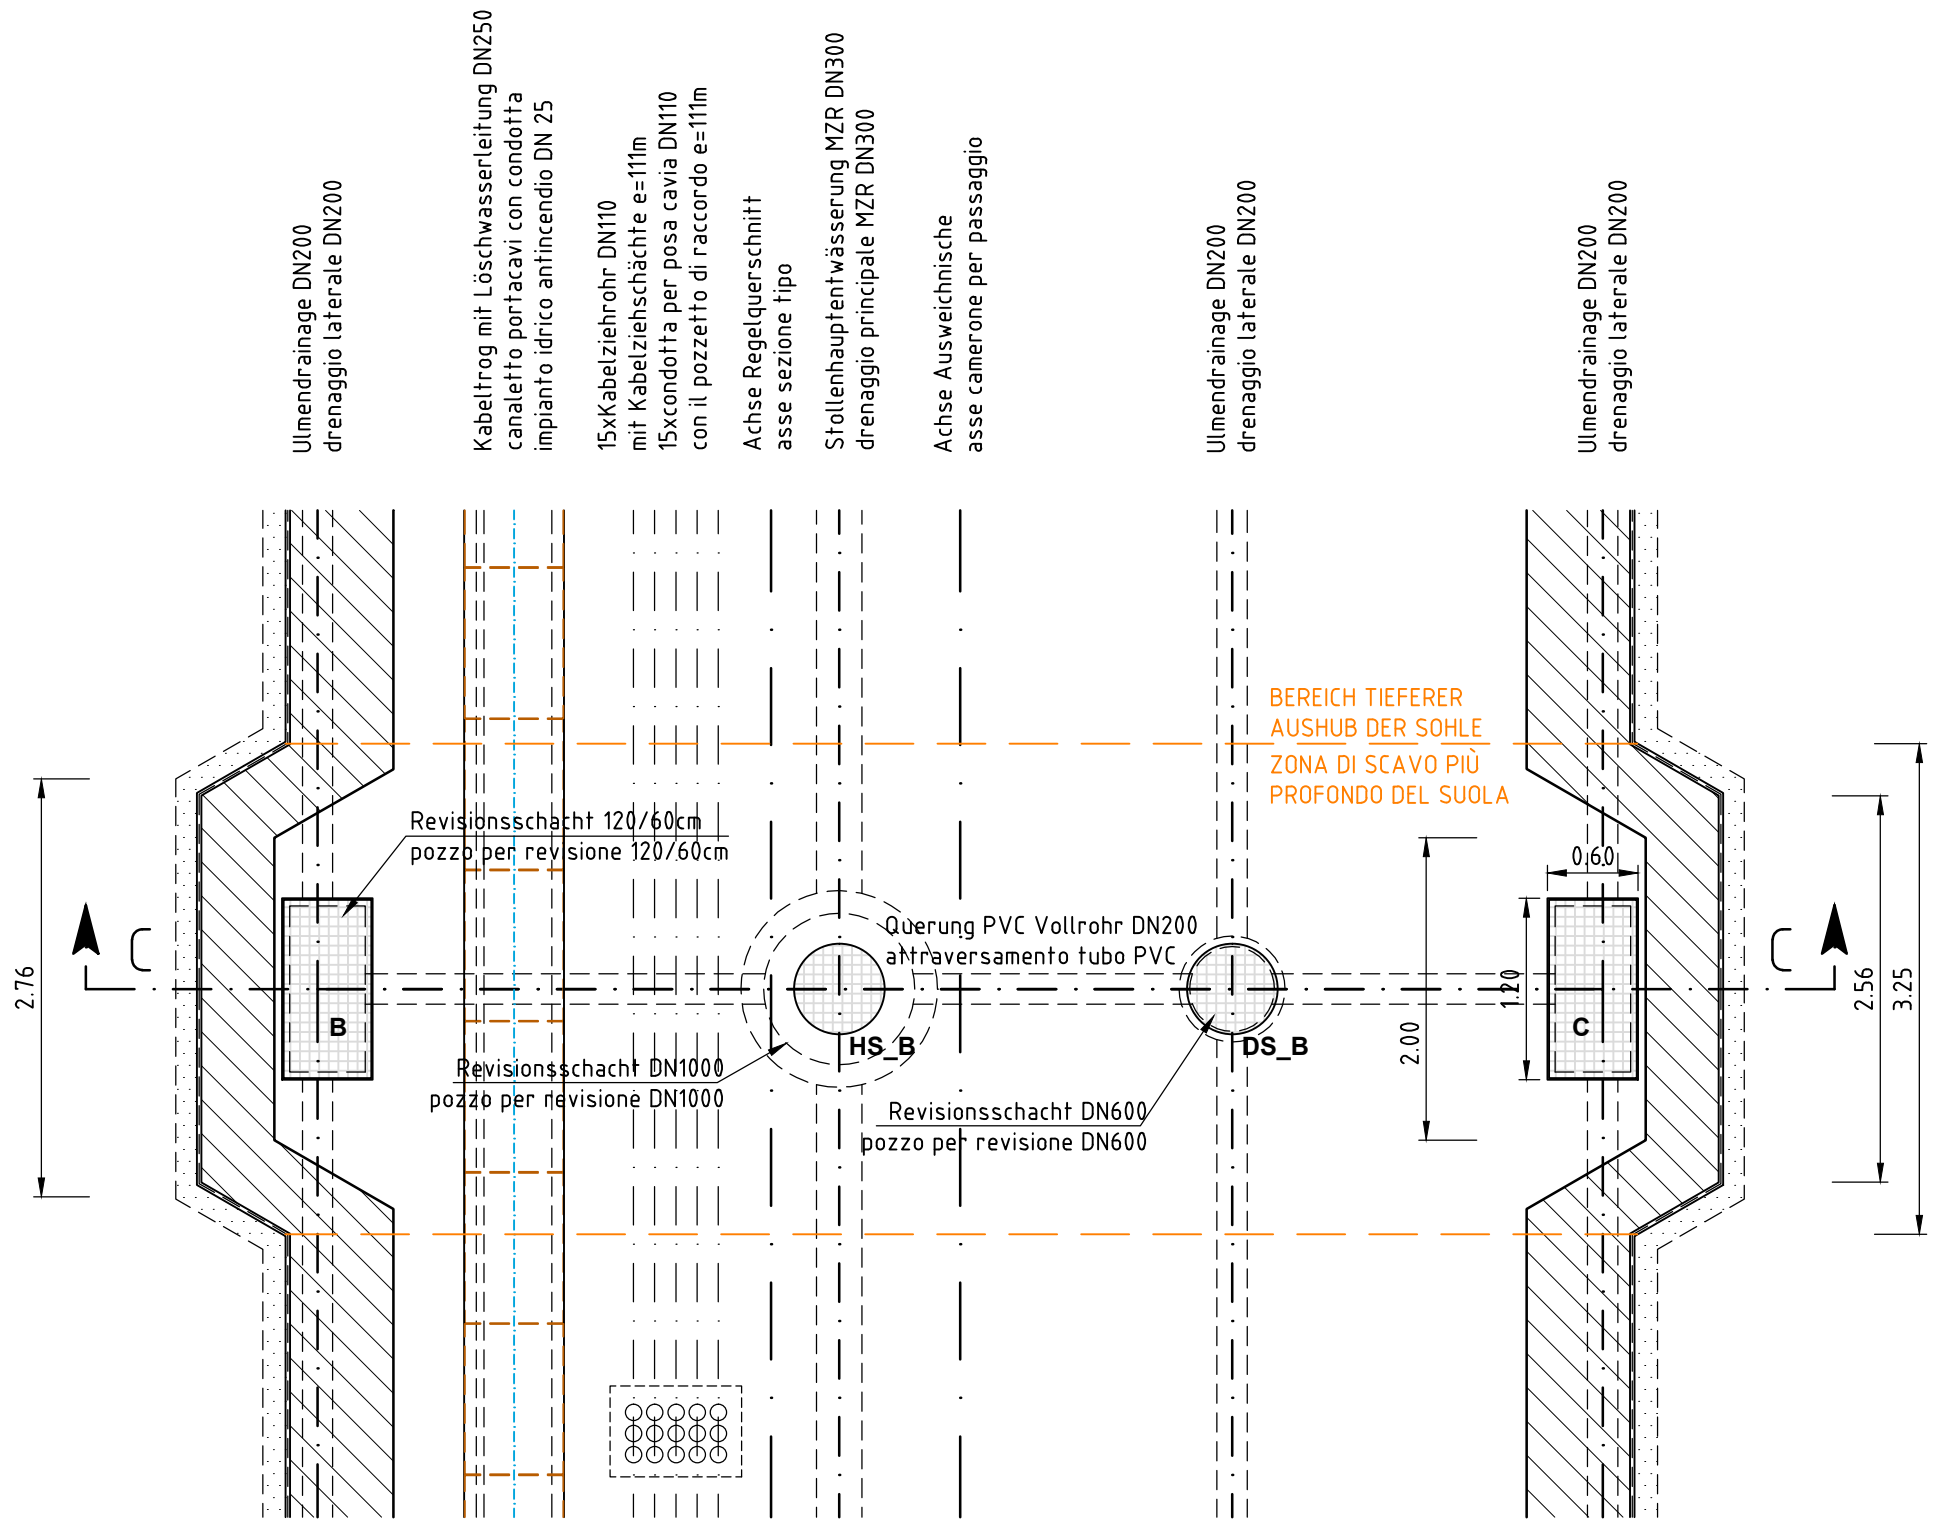 Ulmendrainage DN200
drenaggio laterale DN200
Kabeltrog mit Löschwasserleitung DN250
canaletto portacavi con condotta
impianto idrico antincendio DN 25
15xKabelziehrohr DN110
mit Kabelziehschächte e=111m
15xcondotta per posa cavia DN110
con il pozzetto di raccordo e=111m
Achse Regelquerschnitt
asse sezione tipo
Stollenhauptentwässerung MZR DN300
drenaggio principale MZR DN300
Achse Ausweichnische
asse camerone per passaggio
Ulmendrainage DN200
drenaggio laterale DN200
Ulmendrainage DN200
drenaggio laterale DN200
BEREICH TIEFERER
AUSHUB DER SOHLE
ZONA DI SCAVO PIÙ
PROFONDO DEL SUOLA
Revisionsschacht 120/60cm
pozzo per revisione 120/60cm
0.60
Querung PVC Vollrohr DN200
attraversamento tubo PVC
C
C
2.76
1.20
2.00
2.56
3.25
B
HS_B
DS_B
C
Revisionsschacht DN1000
pozzo per revisione DN1000
Revisionsschacht DN600
pozzo per revisione DN600